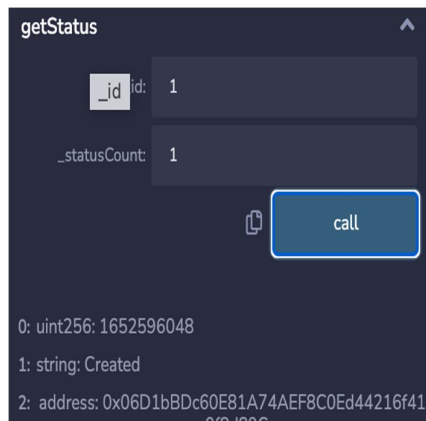 getStatus
_id id: 1
_statusCount: 1
call
0: uint256: 1652596048
1: string: Created
2: address: 0x06D1bBDc60E81A74AEF8C0Ed44216f41